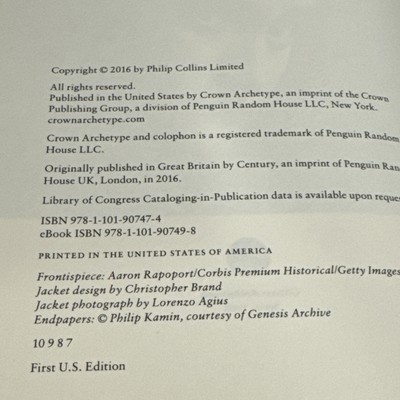 Copyright © 2016 by Philip Collins Limited
All rights reserved.
Published in the United States by Crown Archetype, an imprint of the Crown
Publishing Group, a division of Penguin Random House LLC, New York.
crownarchetype.com
Crown Archetype and colophon is a registered trademark of Penguin Random
House LLC.
Originally published in Great Britain by Century, an imprint of Penguin Ran
House UK, London, in 2016.
Library of Congress Cataloging-in-Publication data is available upon reque
ISBN 978-1-101-90747-4
eBook ISBN 978-1-101-90749-8
PRINTED IN THE UNITED STATES OF AMERICA
Frontispiece: Aaron Rapoport/Corbis Premium Historical/Getty Images
Jacket design by Christopher Brand
Jacket photograph by Lorenzo Agius
Endpapers: © Philip Kamin, courtesy of Genesis Archive
10 9 8 7
First U.S. Edition